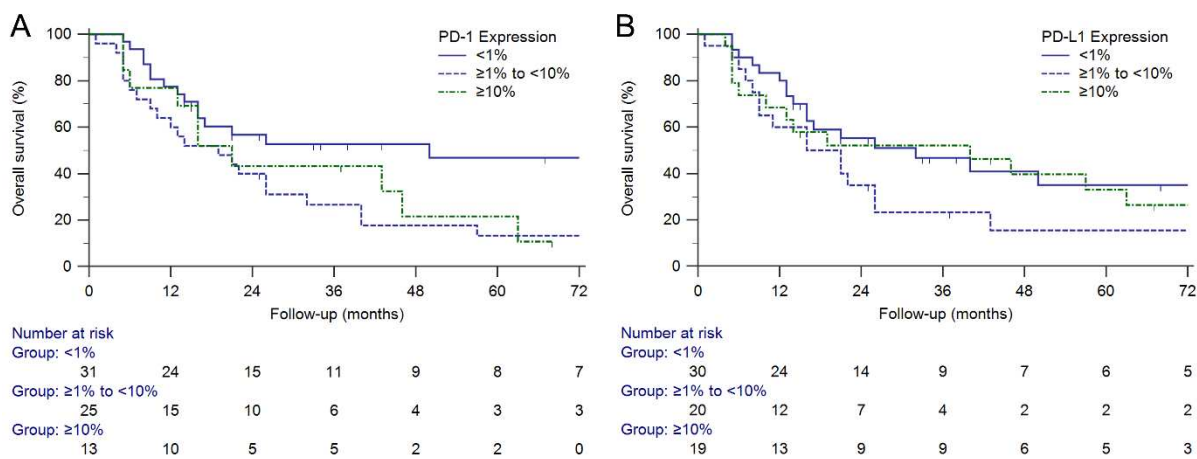 A
PD-1 Expression
<1%
≥1% to <10%
≥10%
Overall survival (%)
100
80
60
40
20
0
0 12 24 36 48 60 72
Follow-up (months)
Number at risk
Group: <1%
31 24 15 11 9 8 7
Group: ≥1% to <10%
25 15 10 6 4 3 3
Group: ≥10%
13 10 5 5 2 2 0
B
PD-L1 Expression
<1%
≥1% to <10%
≥10%
Overall survival (%)
100
80
60
40
20
0
0 12 24 36 48 60 72
Follow-up (months)
Number at risk
Group: <1%
30 24 14 9 7 6 5
Group: ≥1% to <10%
20 12 7 4 2 2 2
Group: ≥10%
19 13 9 9 6 5 3